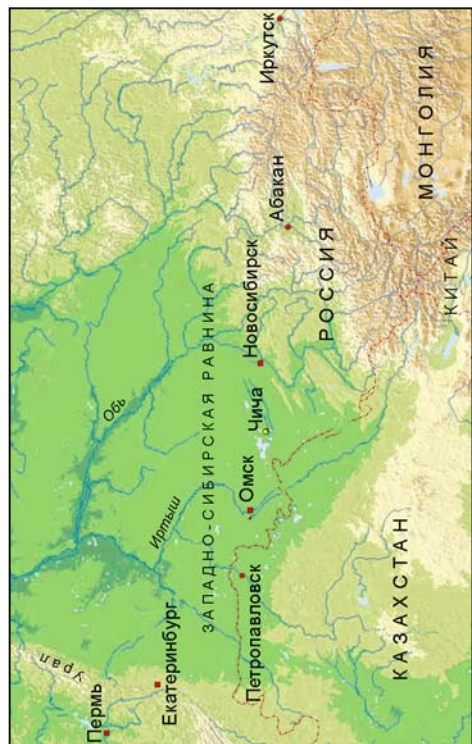 Пермь
Урал
Екатеринбург
Обь
Иртыш
ЗАПАДНО-СИБИРСКАЯ РАВНИНА
Петропавловск
Омск
Чича
Новосибирск
Абакан
Иркутск
РОССИЯ
КАЗАХСТАН
КИТАЙ
МОНГОЛИЯ